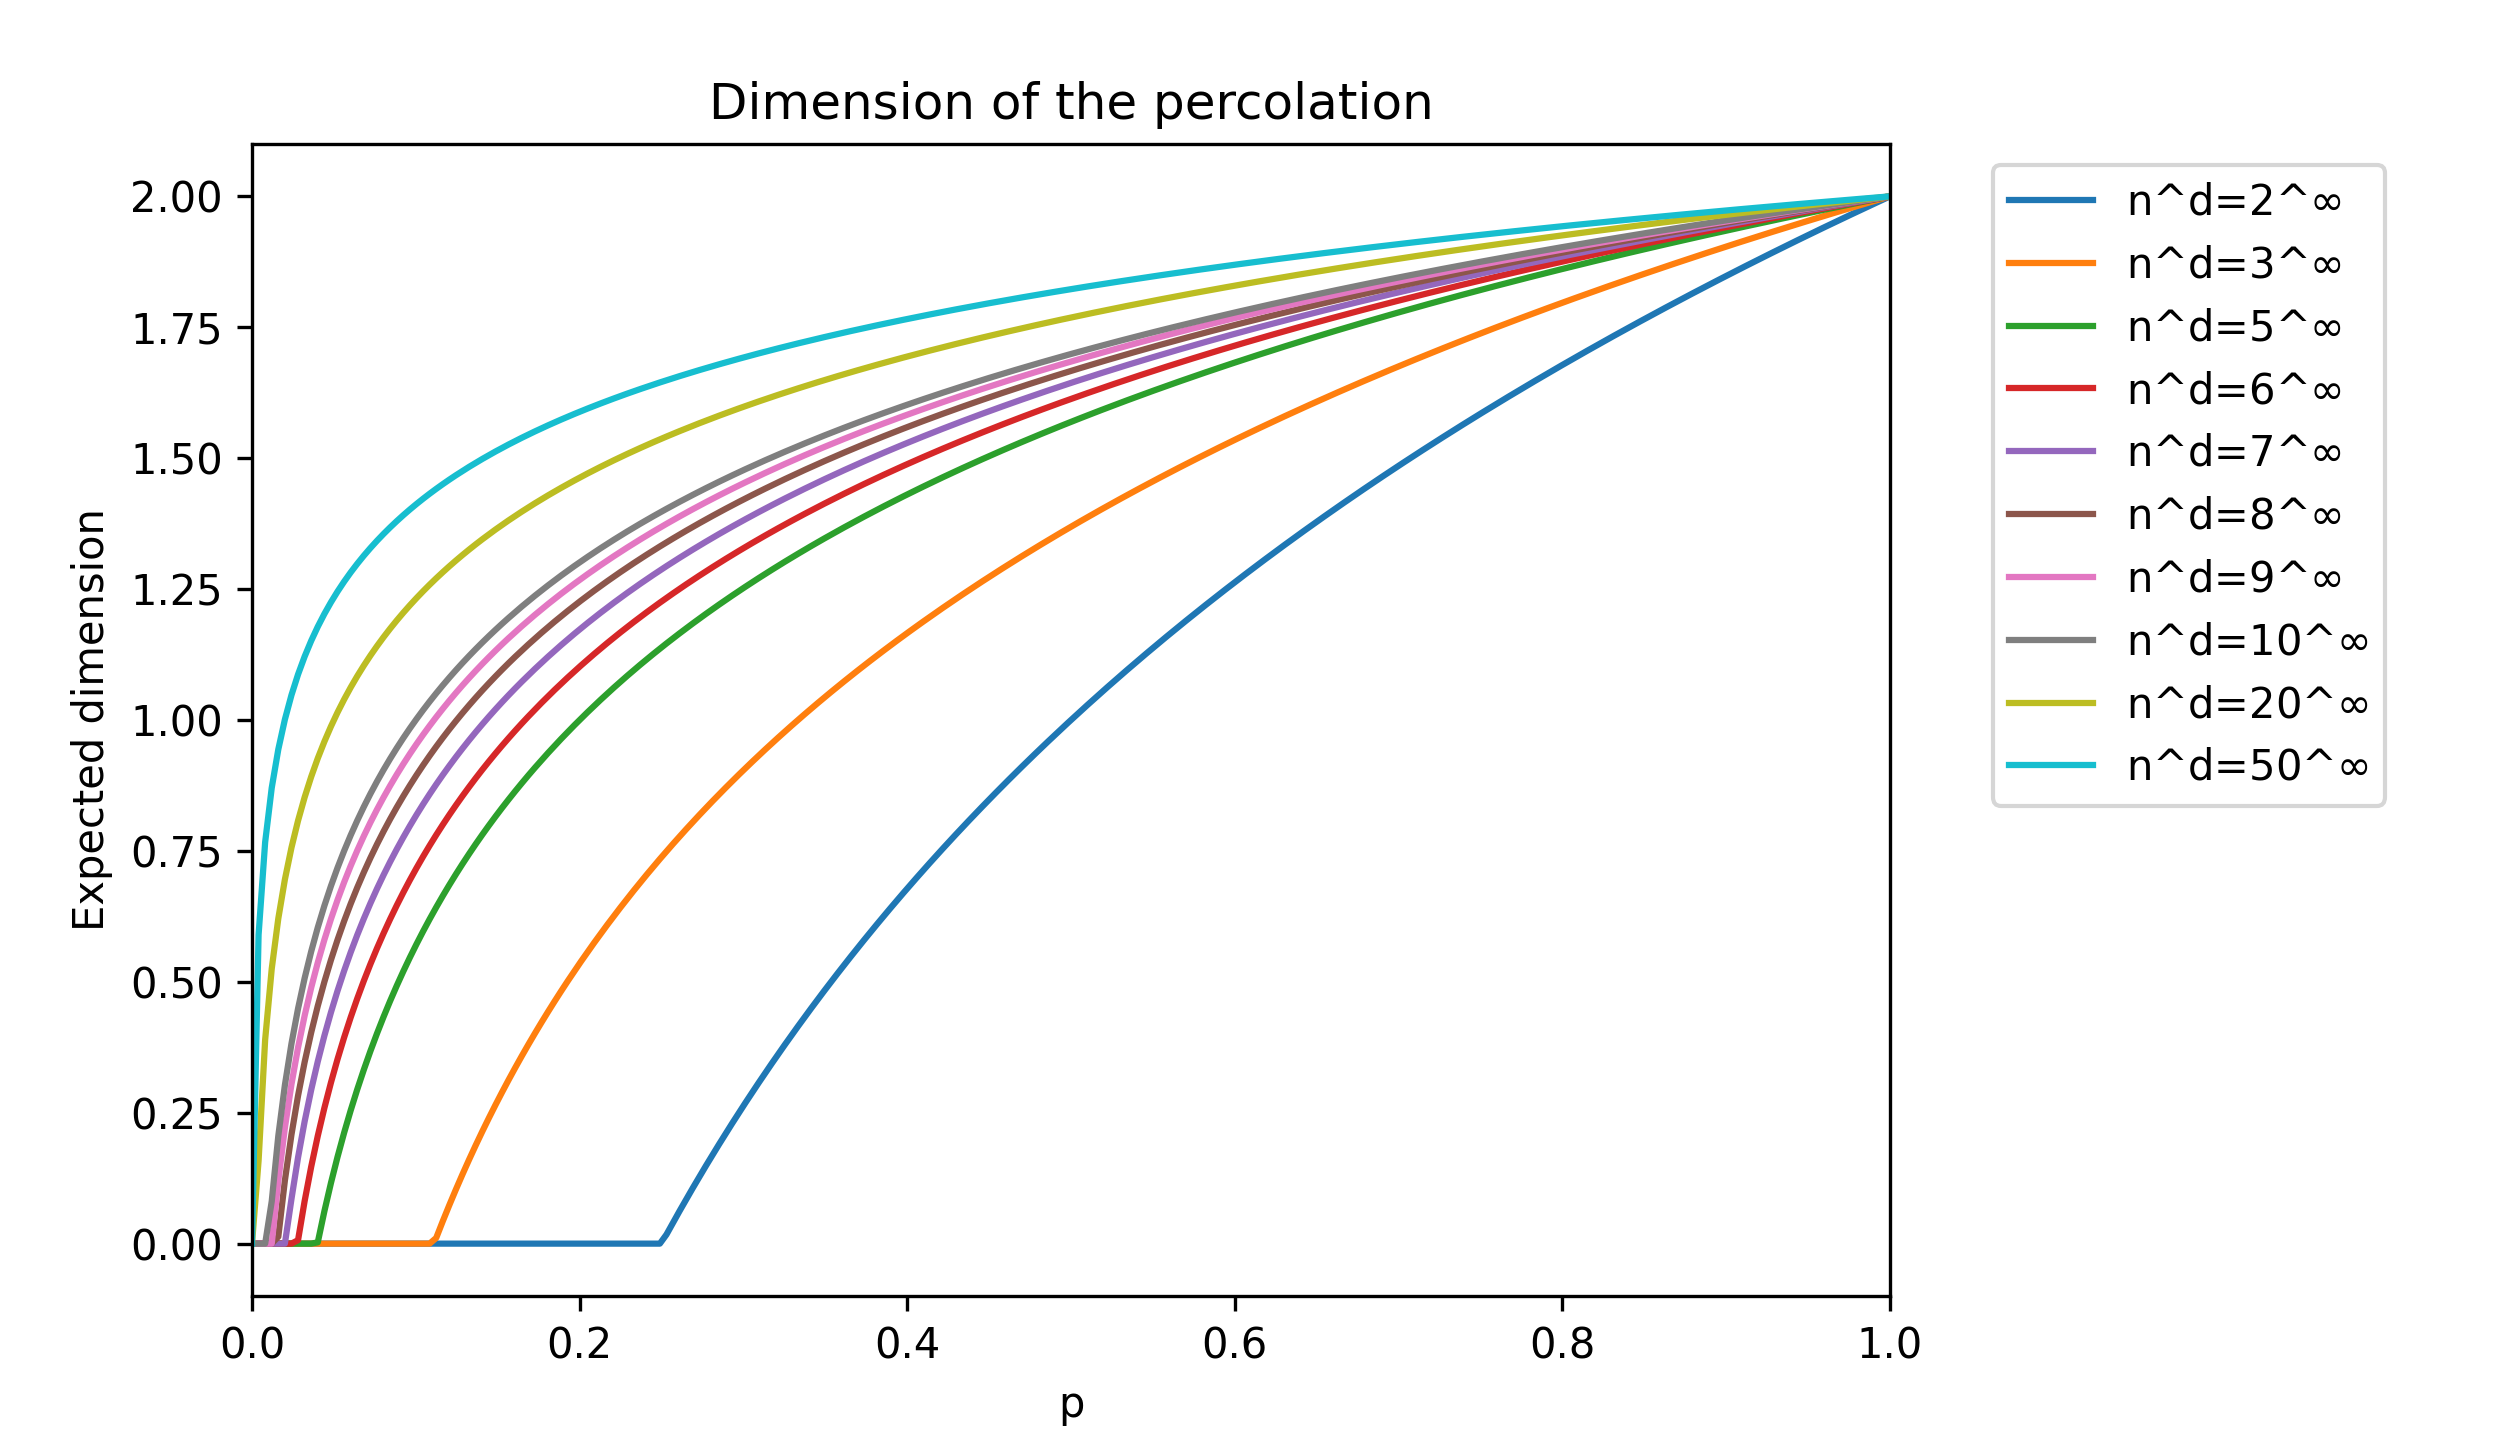 Dimension of the percolation
Expected dimension
2.00
1.75
1.50
1.25
1.00
0.75
0.50
0.25
0.00
0.0 0.2 0.4 0.6 0.8 1.0
p
n^d=2^∞
n^d=3^∞
n^d=5^∞
n^d=6^∞
n^d=7^∞
n^d=8^∞
n^d=9^∞
n^d=10^∞
n^d=20^∞
n^d=50^∞